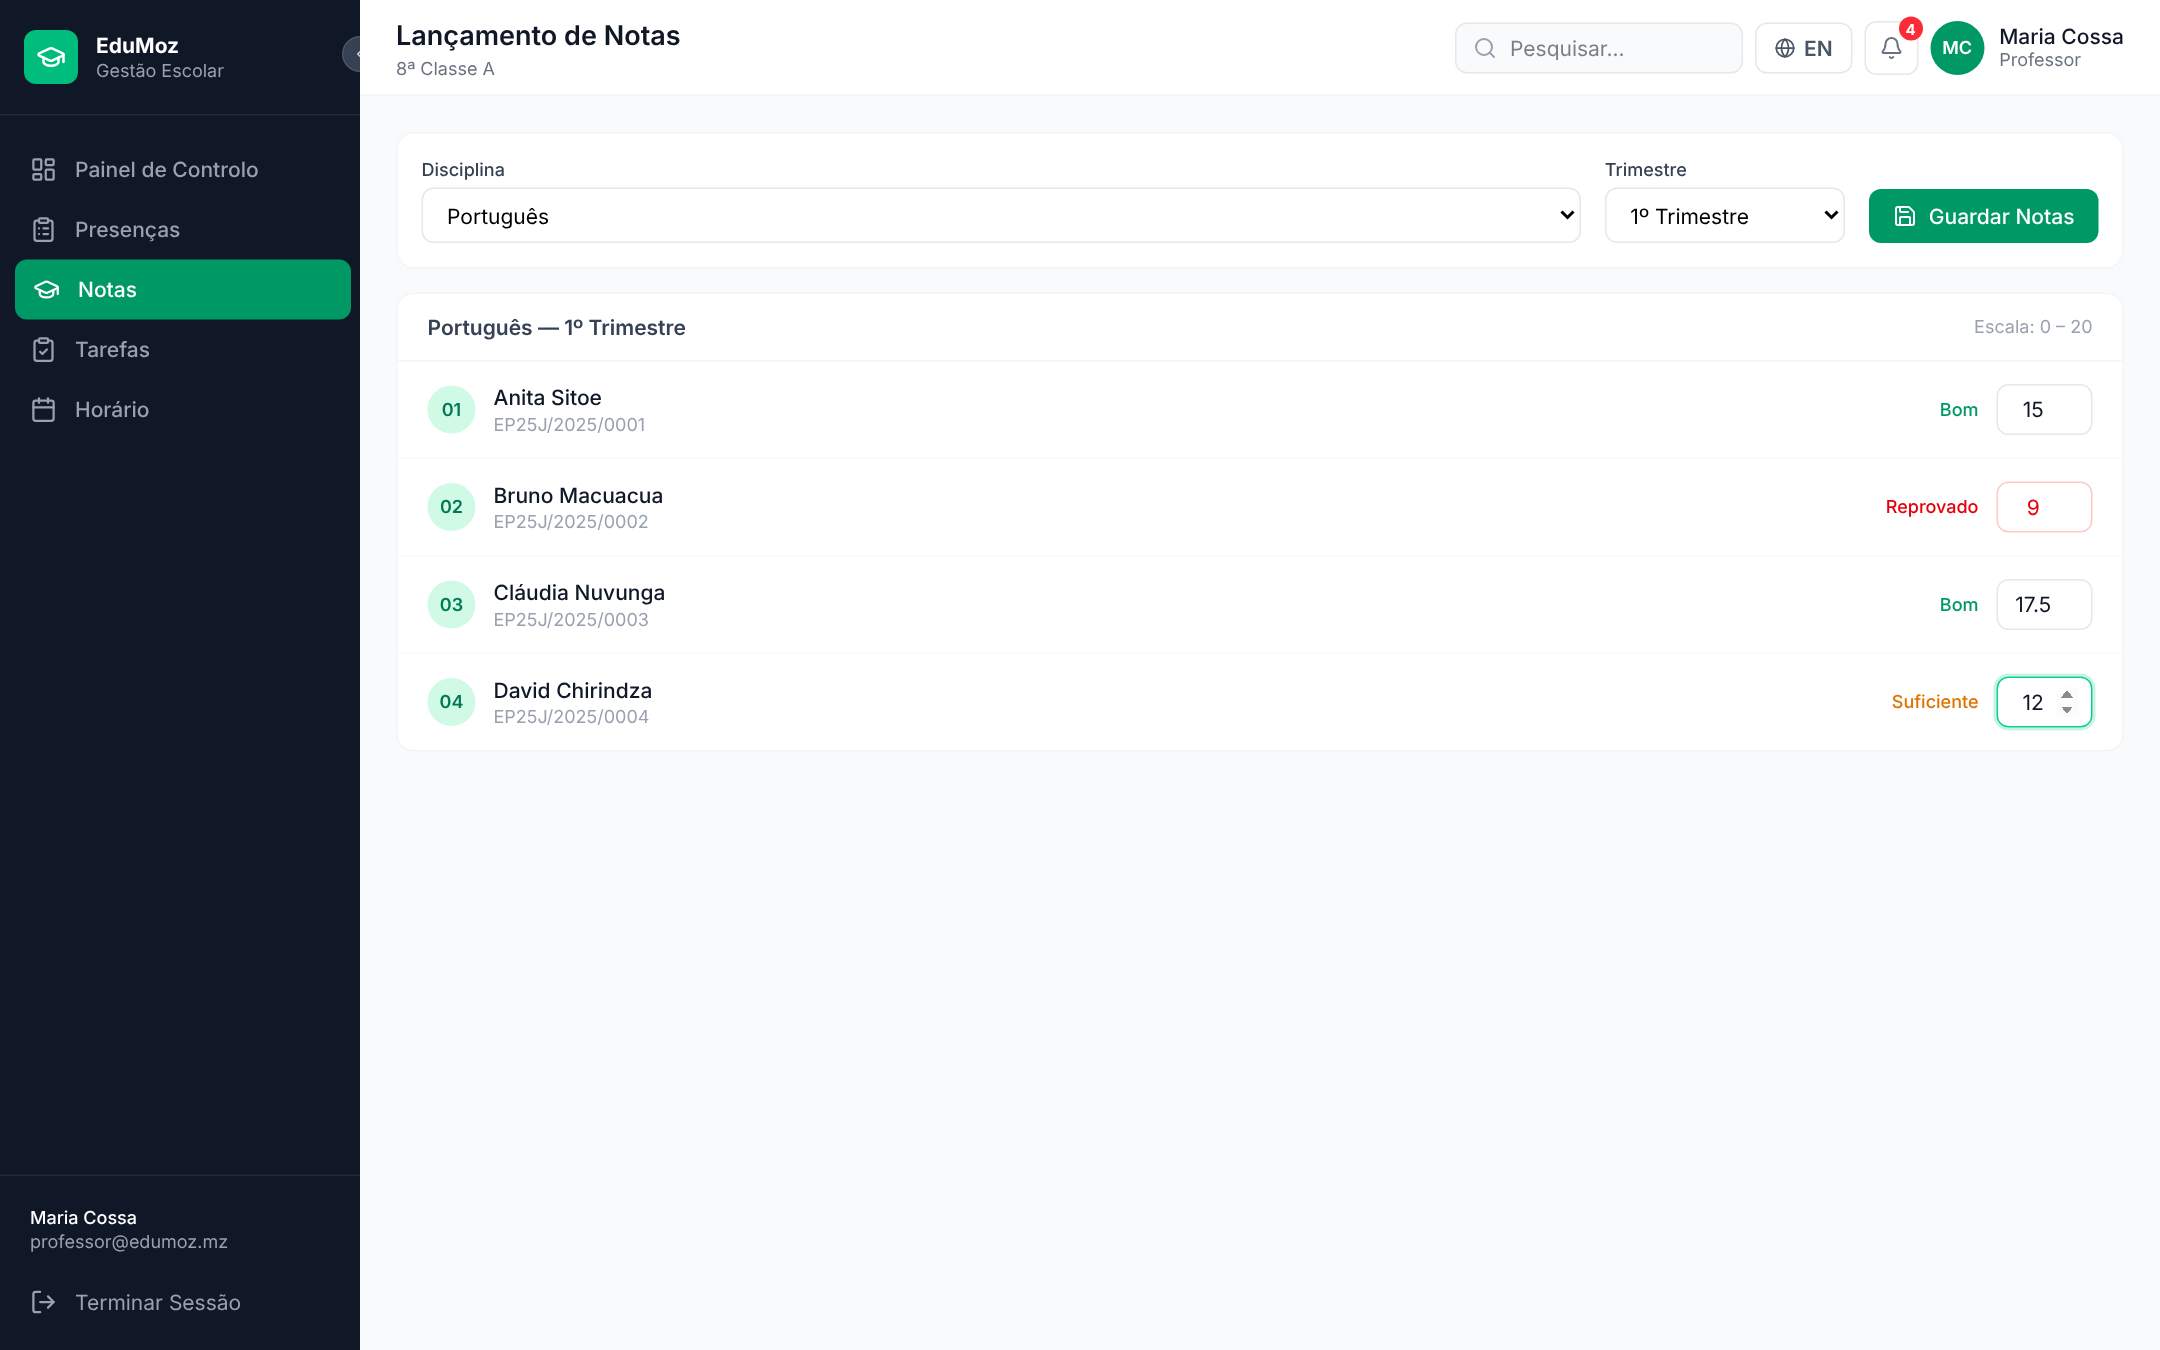 EduMoz
Gestão Escolar
Painel de Controlo
Presenças
Notas
Tarefas
Horário
Maria Cossa
professor@edumoz.mz
Terminar Sessão
Lançamento de Notas
8ª Classe A
Pesquisar...
EN
4
MC
Maria Cossa
Professor
Disciplina
Português
Trimestre
1º Trimestre
Guardar Notas
Português — 1º Trimestre
Escala: 0 – 20
01
Anita Sitoe
EP25J/2025/0001
Bom
15
02
Bruno Macuacua
EP25J/2025/0002
Reprovado
9
03
Cláudia Nuvunga
EP25J/2025/0003
Bom
17.5
04
David Chirindza
EP25J/2025/0004
Suficiente
12